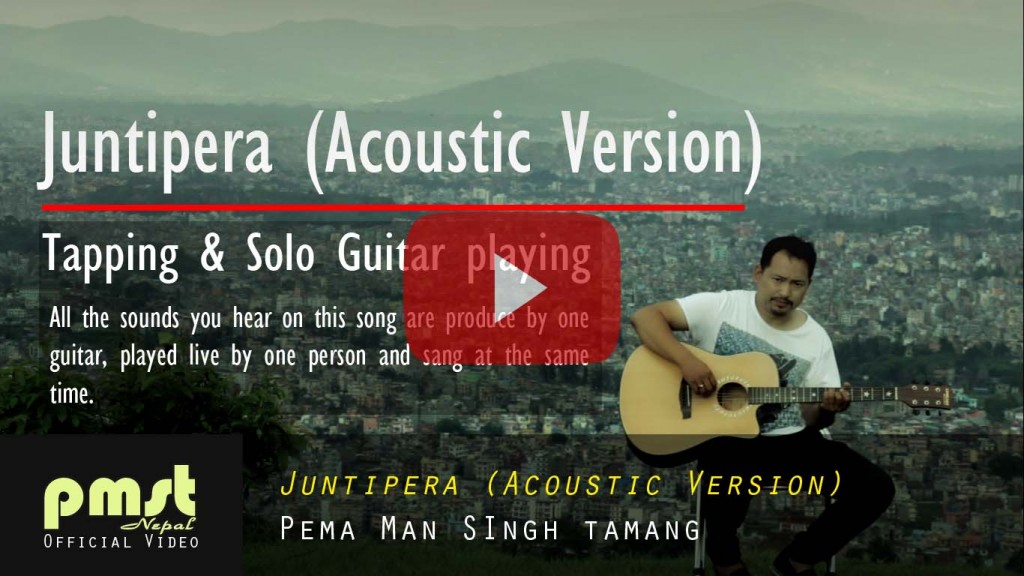 Juntipera (Acoustic Version)
Tapping & Solo Guitar playing
All the sounds you hear on this song are produce by one
guitar, played live by one person and sang at the same
time.
pmst
Nepal
Official Video
Juntipera (Acoustic Version)
Pema Man SIngh tamang